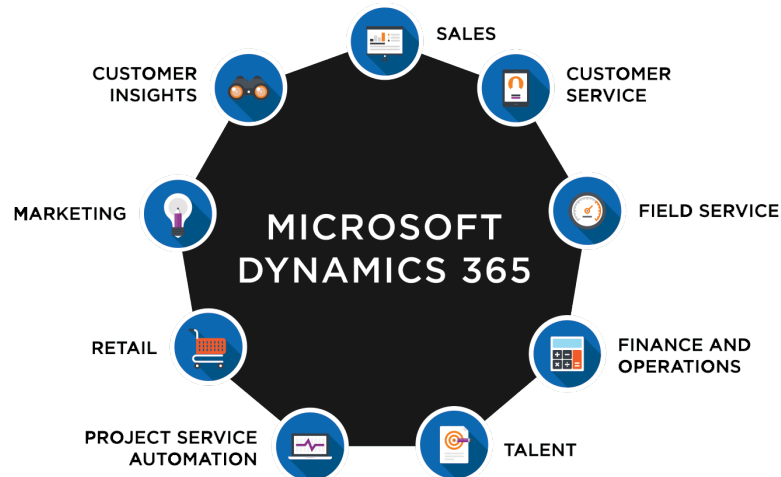 SALES
CUSTOMER
INSIGHTS
CUSTOMER
SERVICE
MARKETING
FIELD SERVICE
MICROSOFT
DYNAMICS 365
RETAIL
FINANCE AND
OPERATIONS
PROJECT SERVICE
AUTOMATION
TALENT